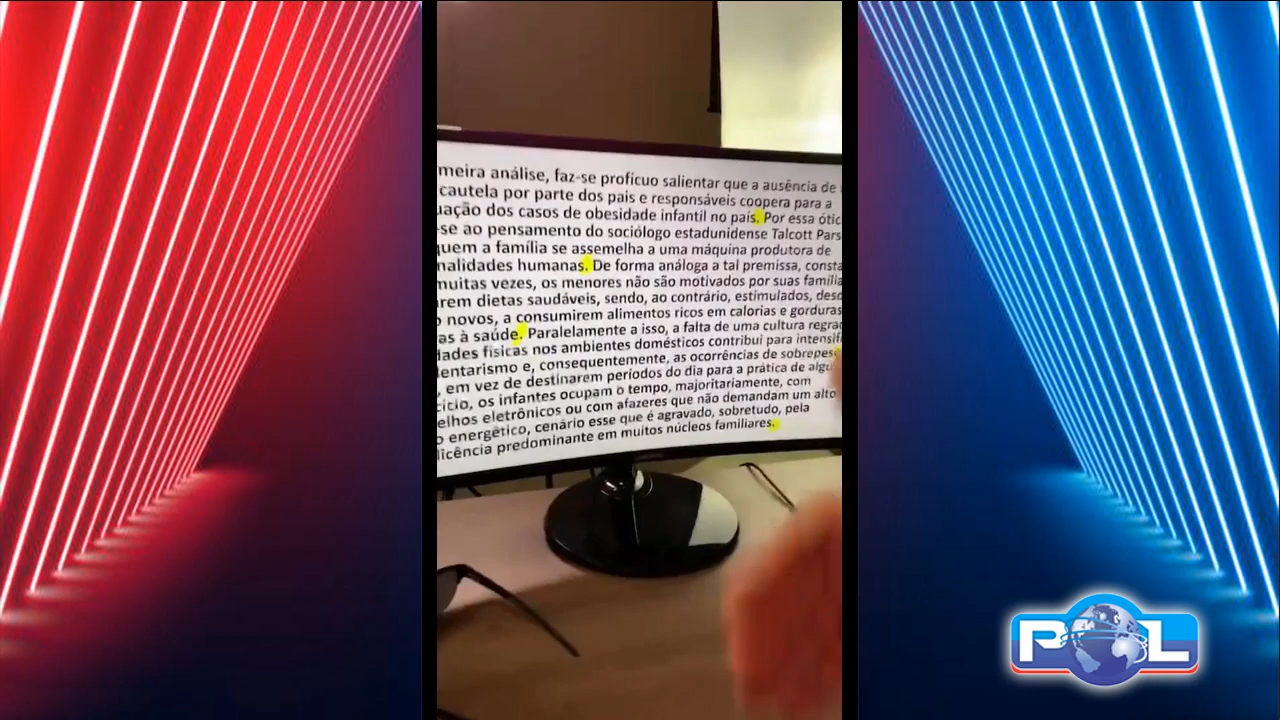 meira análise, faz-se profícuo salientar que a ausência de
cautela por parte dos pais e responsáveis coopera para a
uação dos casos de obesidade infantil no país. Por essa ótic
-se ao pensamento do sociólogo estadunidense Talcott Pars
quem a família se assemelha a uma máquina produtora de
nalidades humanas. De forma análoga a tal premissa, consta
muitas vezes, os menores não são motivados por suas família
arem dietas saudáveis, sendo, ao contrário, estimulados, desd
novos, a consumirem alimentos ricos em calorias e gorduras
as à saúde. Paralelamente a isso, a falta de uma cultura regrad
dades físicas nos ambientes domésticos contribui para intensifi
entarismo e, consequentemente, as ocorrências de sobrepes
, em vez de destinarem períodos do dia para a prática de algu
cício, os infantes ocupam o tempo, majoritariamente, com
elhos eletrônicos ou com afazeres que não demandam um alto
o energético, cenário esse que é agravado, sobretudo, pela
licência predominante em muitos núcleos familiares.
POL